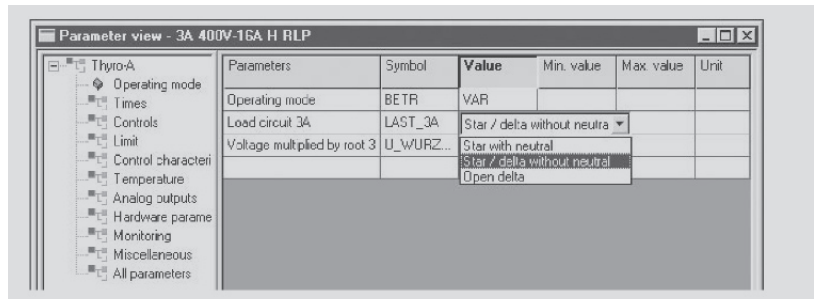 Parameter view - 3A 400V-16A H RLP
Thyro-A
Operating mode
Times
Controls
Limit
Control characteri
Temperature
Analog outputs
Hardware parame
Monitoring
Miscellaneous
All parameters
Parameters Symbol Value Min. value Max. value Unit
Operating mode BETR VAR
Load circuit 3A LAST_3A Star / delta without neutra
Voltage multiplied by root 3 U_WURZ...
Star with neutral
Star / delta without neutral
Open delta